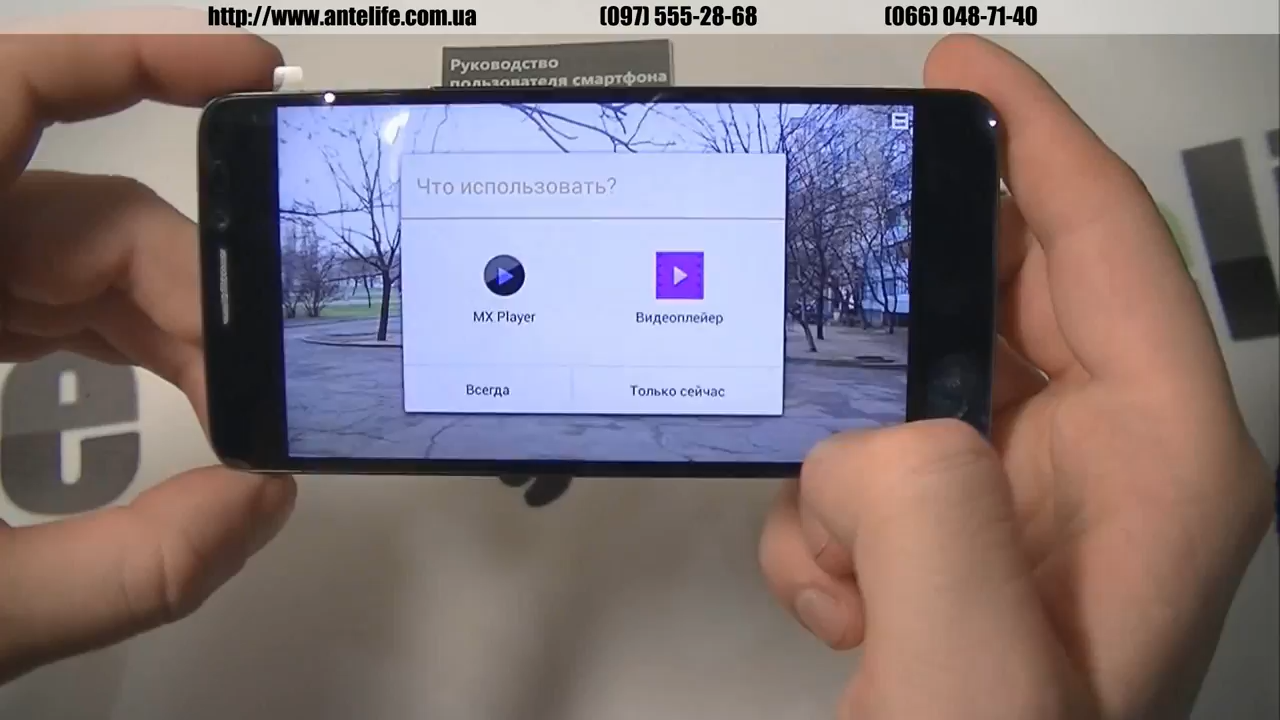 http://www.antelife.com.ua (097) 555-28-68 (066) 048-71-40
Руководство
пользователя смартфона
Что использовать?
MX Player Видеоплейер
Всегда Только сейчас
e